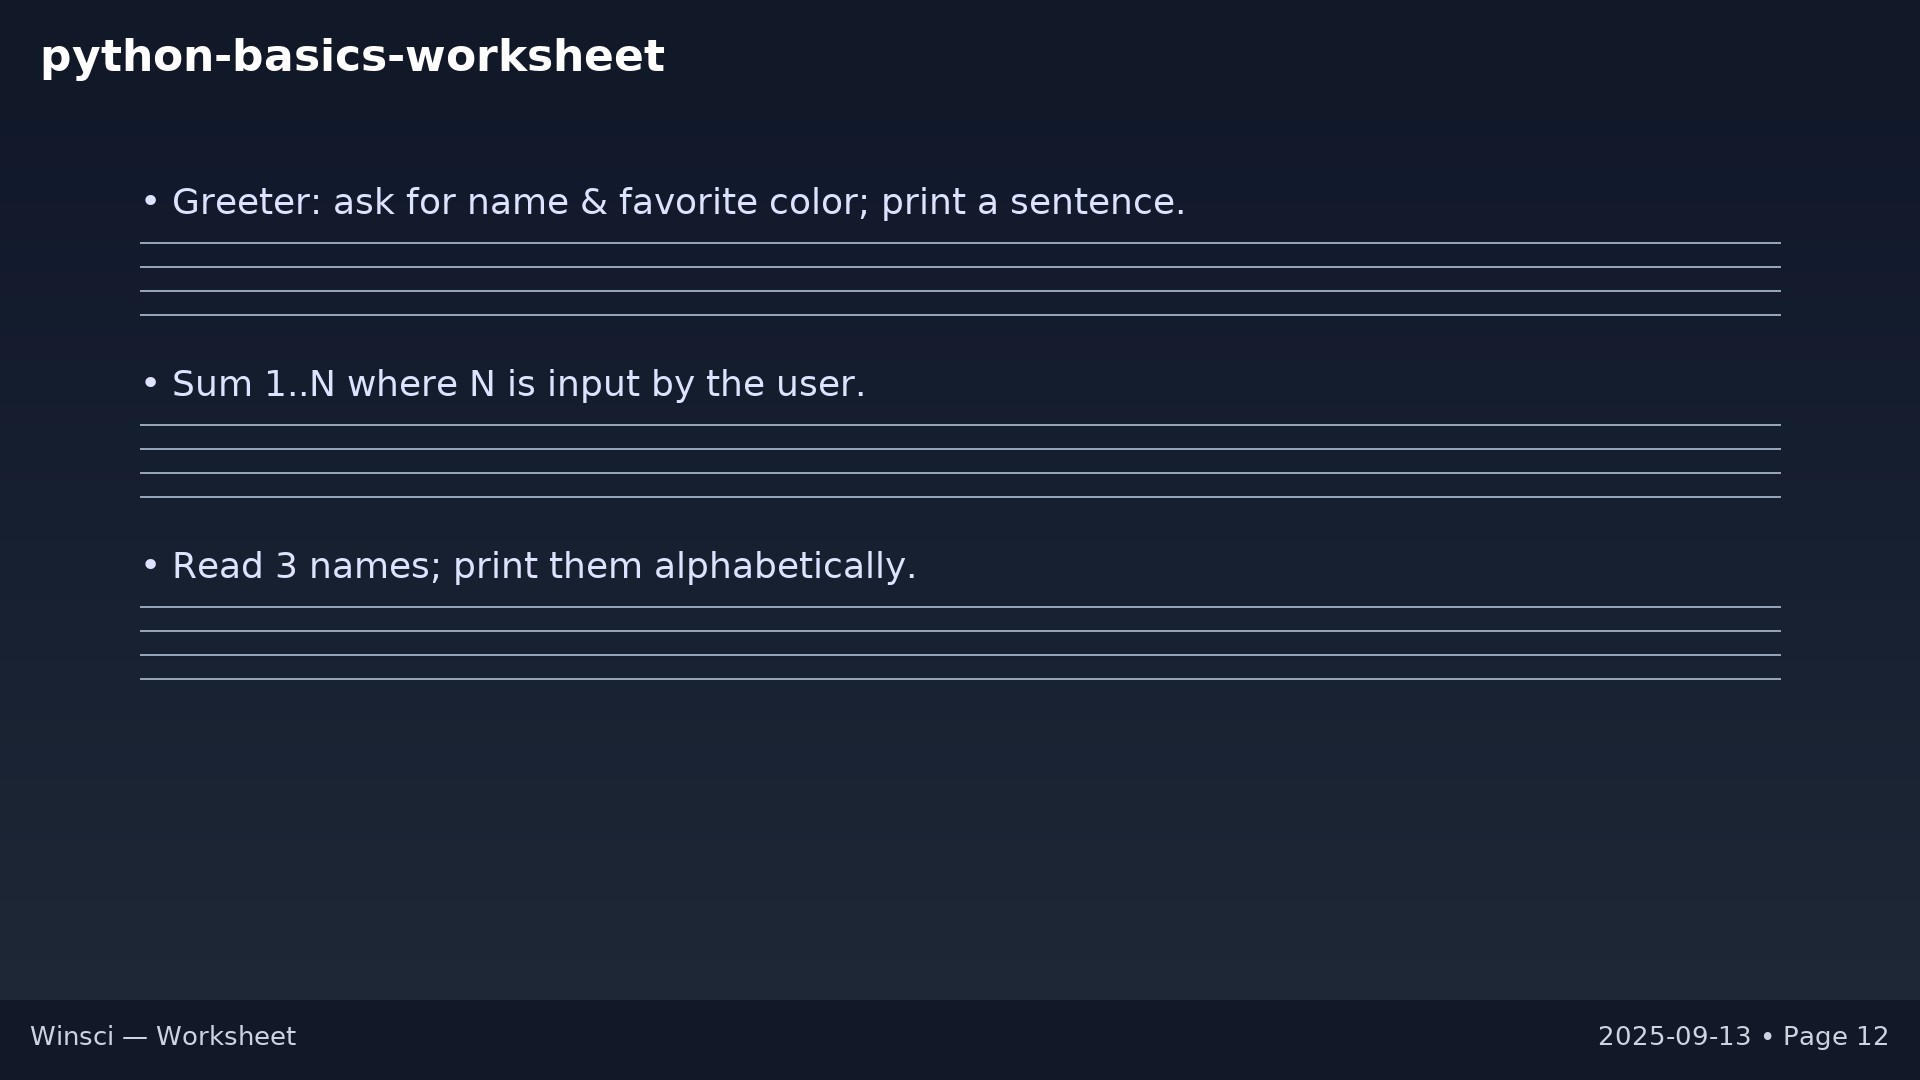 python-basics-worksheet
• Greeter: ask for name & favorite color; print a sentence.
• Sum 1..N where N is input by the user.
• Read 3 names; print them alphabetically.
Winsci — Worksheet
2025-09-13 • Page 12